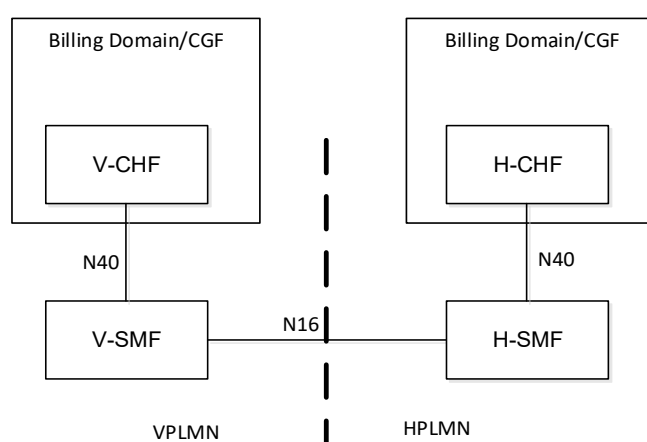 Billing Domain/CGF
Billing Domain/CGF
V-CHF
H-CHF
N40
N40
V-SMF
N16
H-SMF
VPLMN
HPLMN